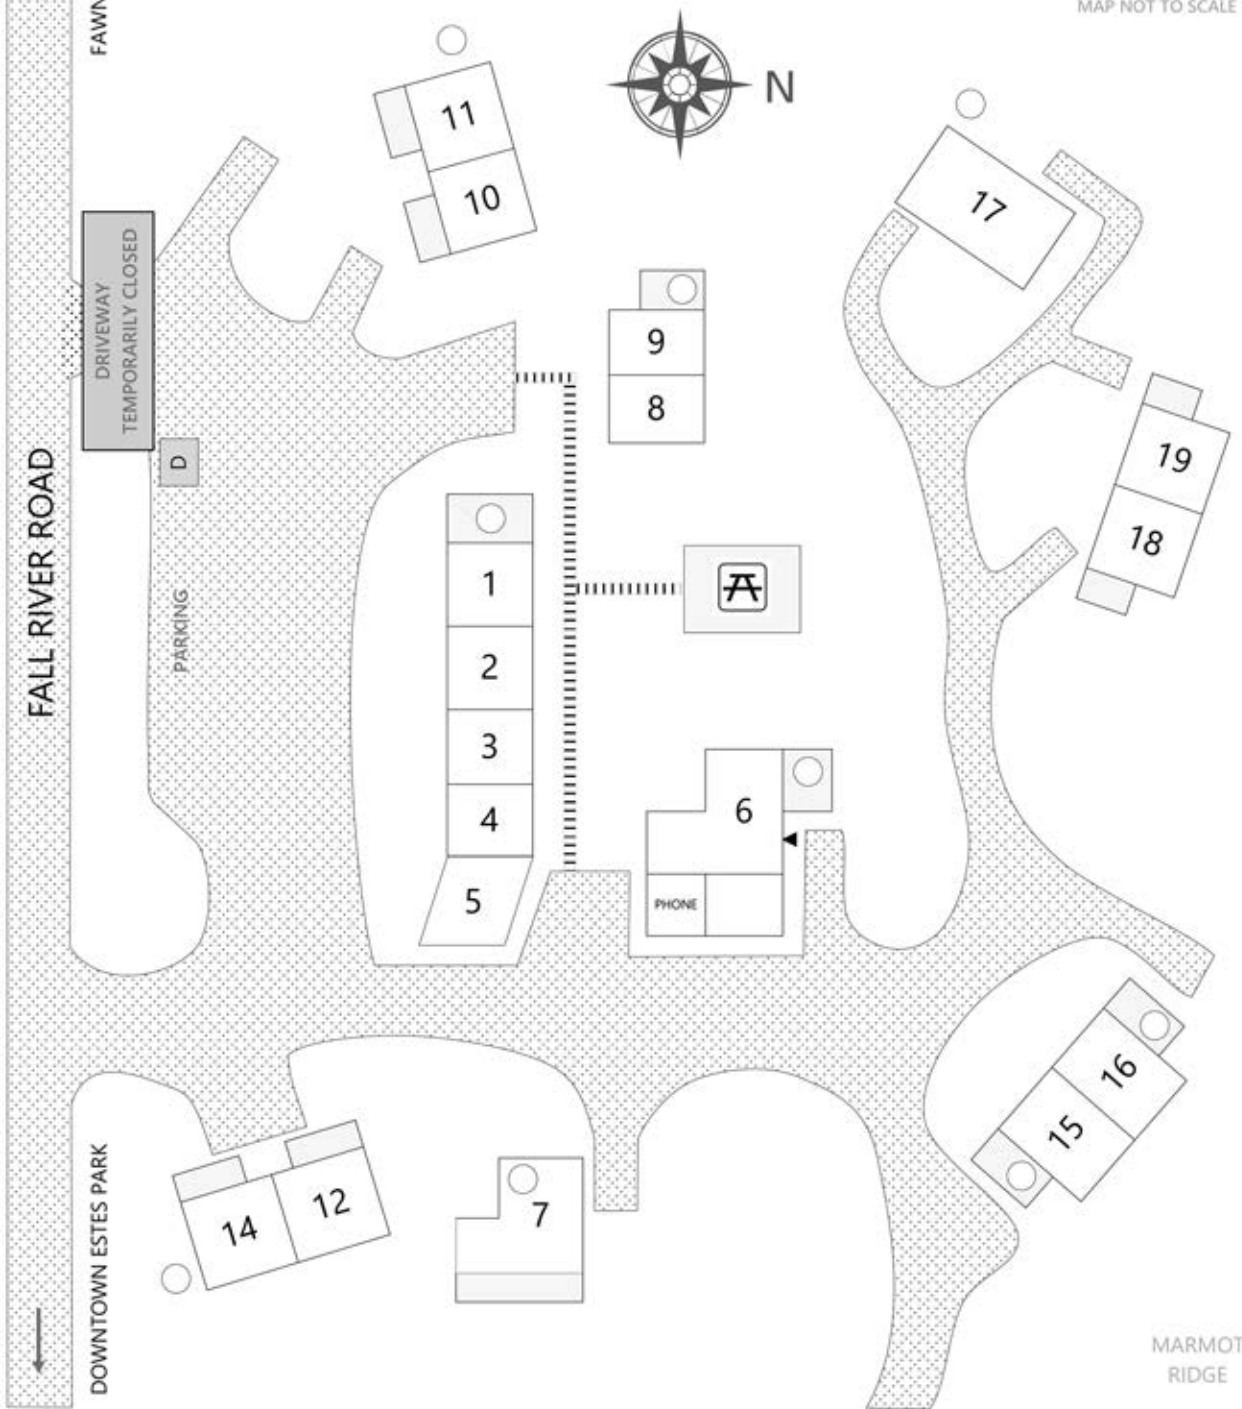 MAP NOT TO SCALE
FAWN
N
11
10
17
DRIVEWAY
TEMPORARILY CLOSED
9
8
D
19
18
FALL RIVER ROAD
PARKING
1
2
3
4
5
6
PHONE
16
15
14
12
7
DOWNTOWN ESTES PARK
MARMOT
RIDGE